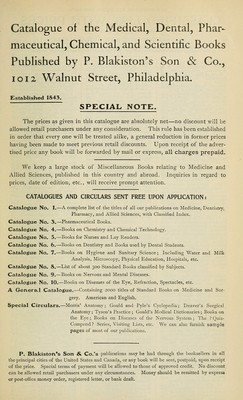 Catalogue of the Medical, Dental, Phar-
maceutical, Chemical, and Scientific Books
Published by P. Blakiston's Son & Co.,
1012 Walnut Street, Philadelphia.
Established 1843.
SPECIAL NOTE.
The prices as given in this catalogue are absolutely net—no discount will be
allowed retail purchasers under any consideration. This rule has been established
in order that every one will be treated alike, a general reduction in former prices
having been made to meet previous retail discounts. Upon receipt of the adver-
tised price any book will be forwarded by mail or express, all charges prepaid.
We keep a large stock of Miscellaneous Books relating to Medicine and
Allied Sciences, published in this country and abroad. Inquiries in regard to
prices, date of edition, etc., will receive prompt attention.
CATALOGUES AND CIRCULARS SENT FREE UPON APPLICATION:
Catalogue No. 1.—A complete list of the titles of all our publications on Medicine, Dentistry,
Pharmacy, and Allied Sciences, with Classified Index.
Catalogue No. 3.—Pharmaceutical Books.
Catalogue No. 4.—Books on Chemistry and Chemical Technology.
Catalogue No. 5.—Books for Nurses and Lay Readers.
Catalogue No. 6.—Books on Dentistry and Books used by Dental Students.
Catalogue No. 7.—Books on Hygiene and Sanitary Science; Including Water and Milk
Analysis, Microscopy, Physical Education, Hospitals, etc.
Catalogue No. 8.—List of about 300 Standard Books classified by Subjects.
Catalogue No. 9.—Books on Nervous and Mental Diseases.
Catalogue No. 10.—Books on Diseases of the Eye, Refraction, Spectacles, etc.
A General Catalogue.—Containing 2000 titles of Standard Books on Medicine and Sur-
gery. American and English.
Special Circulars.—Morris' Anatomy; Gould and Pyle's Cyclopedia; Deaver's Surgical
Anatomy; Tyson's Practice; Gould's Medical Dictionaries; Books on
the Eye; Books on Diseases of the Nervous System; The ?Quiz-
Compend? Series, Visiting Lists, etc. We can also furnish sample
pages of most of our publications.
P. Blakiston's Son & Co.'s publications may be had through the booksellers in all
the principal cities of the United States and Canada, or any book will be sent, postpaid, upon receipt
of the price. Special terms of payment will be allowed to those of approved credit. No discount
can be allowed retail purchasers under any circumstances. Money should be remitted by express
or post-office money order, registered letter, or bank draft.